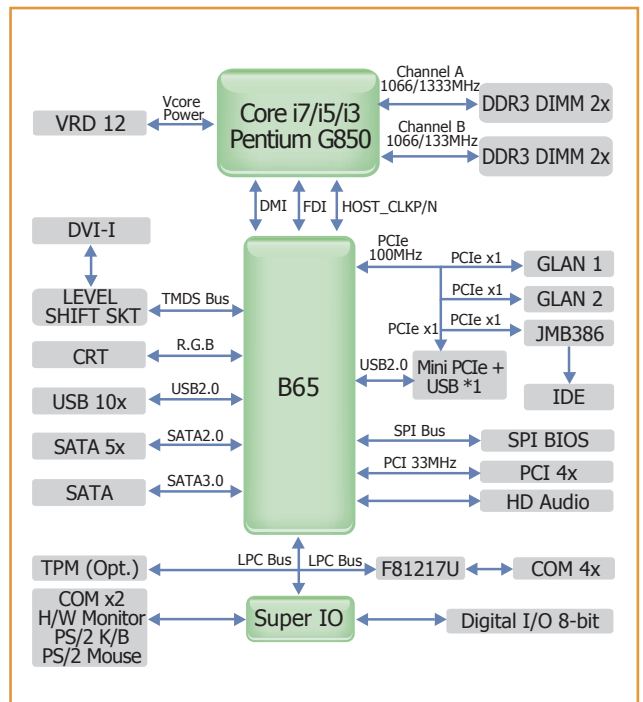 Core i7/i5/i3
Pentium G850
Vcore
Power
VRD 12
Channel A
1066/1333MHz
DDR3 DIMM 2x
Channel B
1066/133MHz
DDR3 DIMM 2x
DMI
FDI
HOST_CLKP/N
DVI-I
LEVEL
SHIFT SKT
TMDS Bus
CRT
R.G.B
USB 10x
USB2.0
SATA 5x
SATA2.0
SATA
SATA3.0
B65
PCIe
100MHz
PCIe x1
GLAN 1
PCIe x1
GLAN 2
PCIe x1
PCIe x1
JMB386
USB2.0
Mini PCIe +
USB *1
IDE
SPI Bus
SPI BIOS
PCI 33MHz
PCI 4x
HD Audio
TPM (Opt.)
LPC Bus
LPC Bus
F81217U
COM 4x
COM x2
H/W Monitor
PS/2 K/B
PS/2 Mouse
Super IO
Digital I/O 8-bit